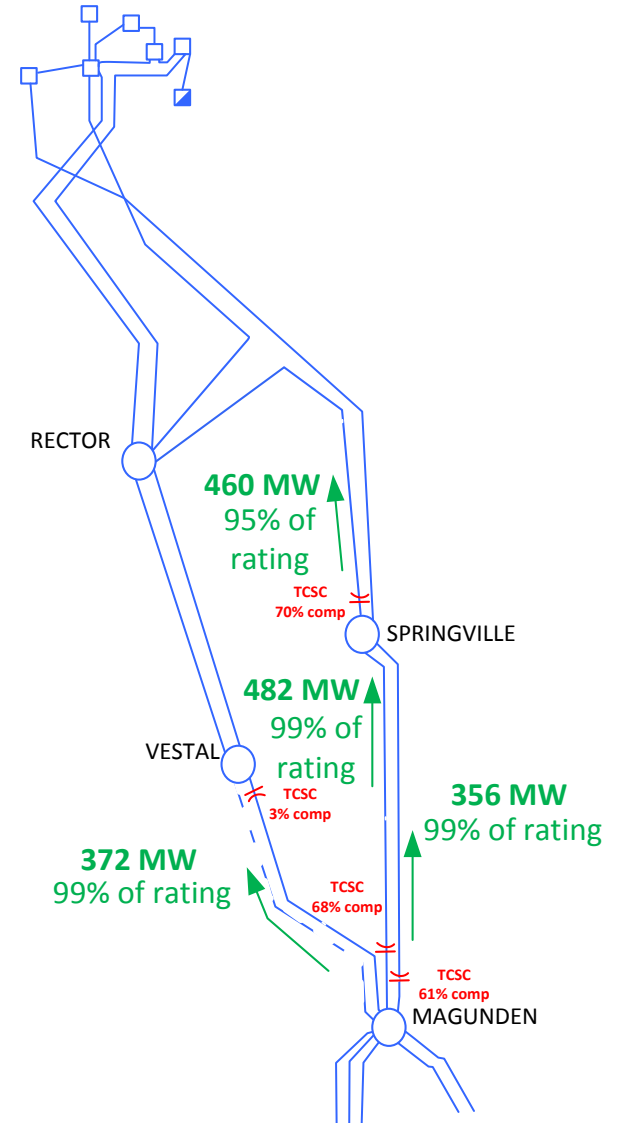 RECTOR
460 MW
95% of
rating
TCSC
70% comp
SPRINGVILLE
482 MW
99% of
rating
VESTAL
TCSC
3% comp
356 MW
99% of rating
372 MW
99% of rating
TCSC
68% comp
TCSC
61% comp
MAGUNDEN